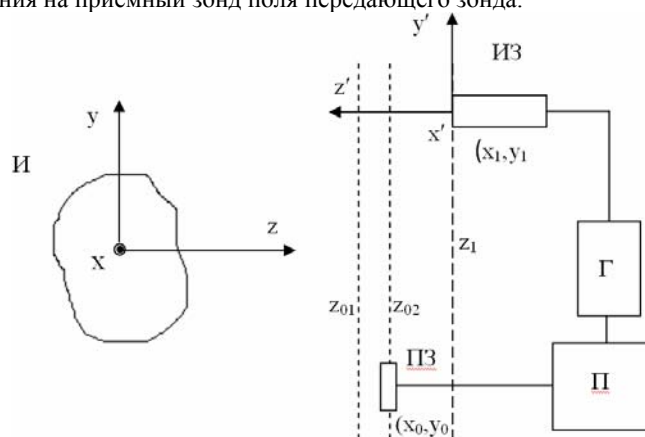 ния на приемный зонд поля передающего зонда.
y'
ИЗ
z'
y
x'
(x₁,y₁
И
z
x
z₁
Г
z₀₁
z₀₂
ПЗ
П
(x₀,y₀